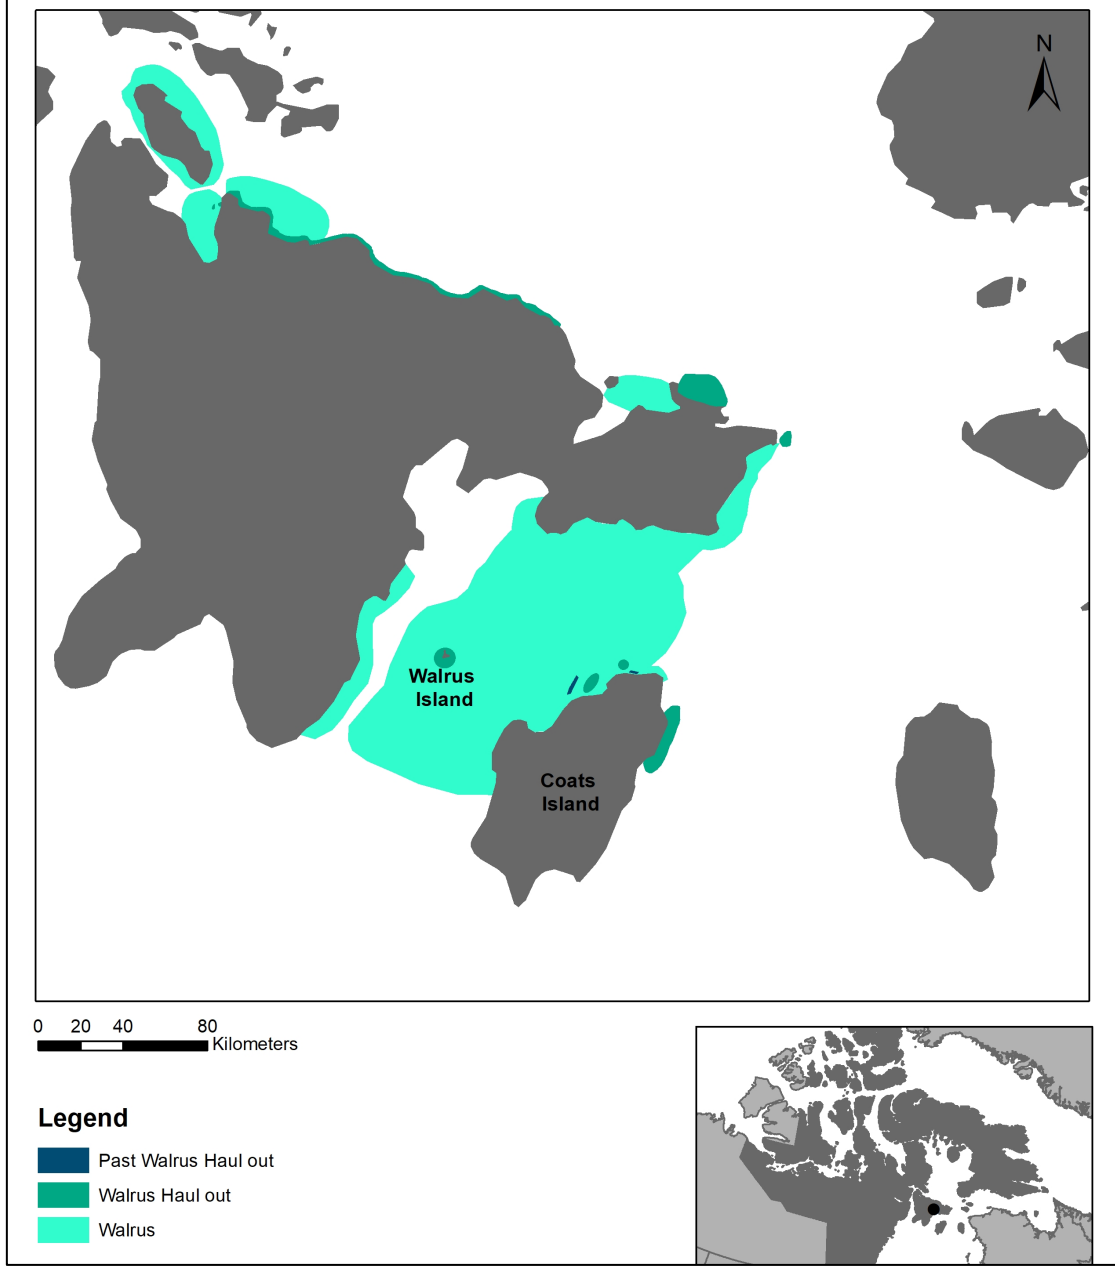 N
Walrus
Island
Coats
Island
0 20 40 80
Kilometers
Legend
Past Walrus Haul out
Walrus Haul out
Walrus